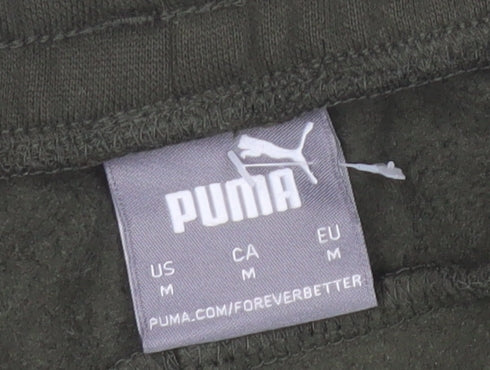 PUMA
US CA EU
M M M
PUMA.COM/FOREVERBETTER